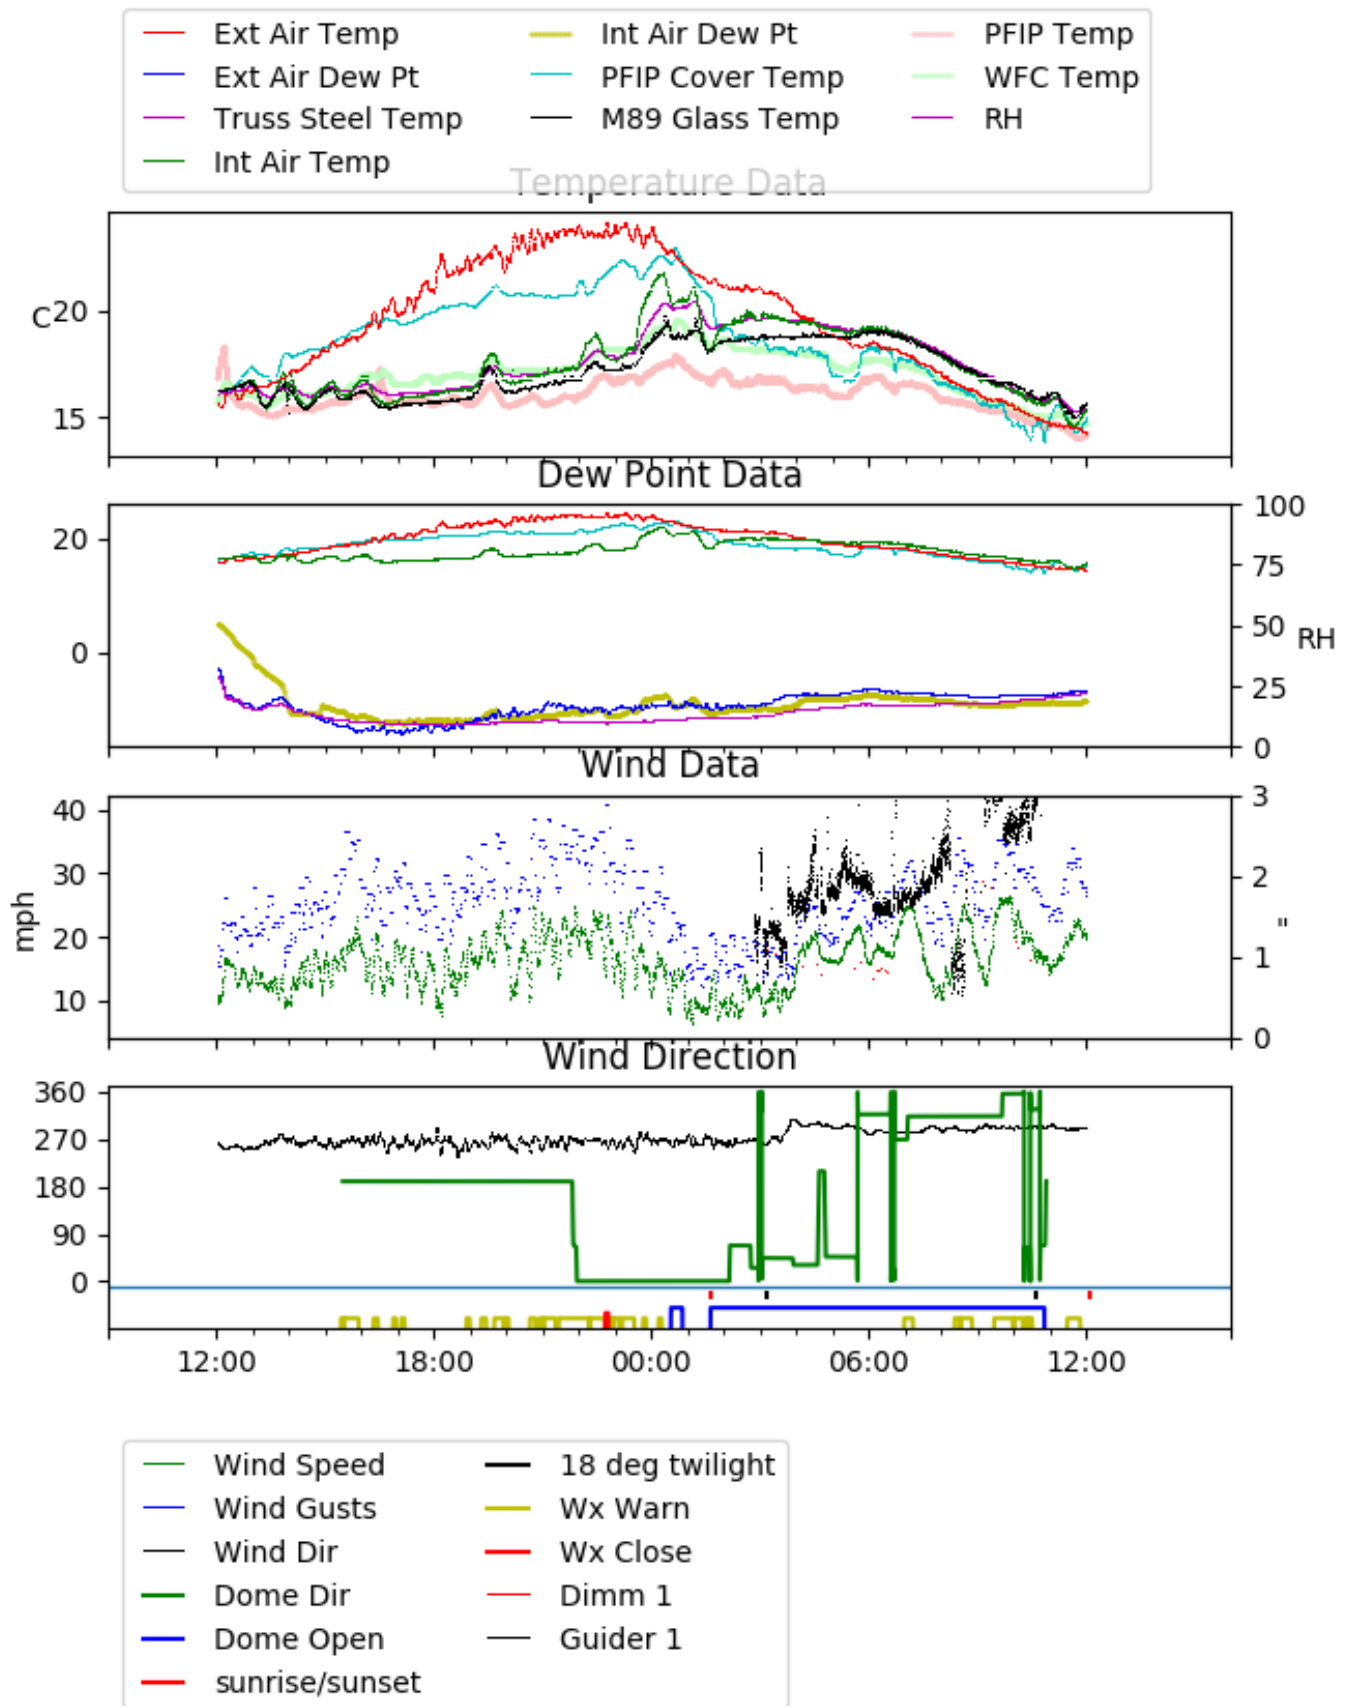 Ext Air Temp Int Air Dew Pt PFIP Temp
Ext Air Dew Pt PFIP Cover Temp WFC Temp
Truss Steel Temp M89 Glass Temp RH
Int Air Temp
Temperature Data
C
20
15
Dew Point Data
20
0
100
75
50
25
0
RH
Wind Data
mph
40
30
20
10
3
2
1
0
"
Wind Direction
360
270
180
90
0
12:00 18:00 00:00 06:00 12:00
Wind Speed 18 deg twilight
Wind Gusts Wx Warn
Wind Dir Wx Close
Dome Dir Dimm 1
Dome Open Guider 1
sunrise/sunset